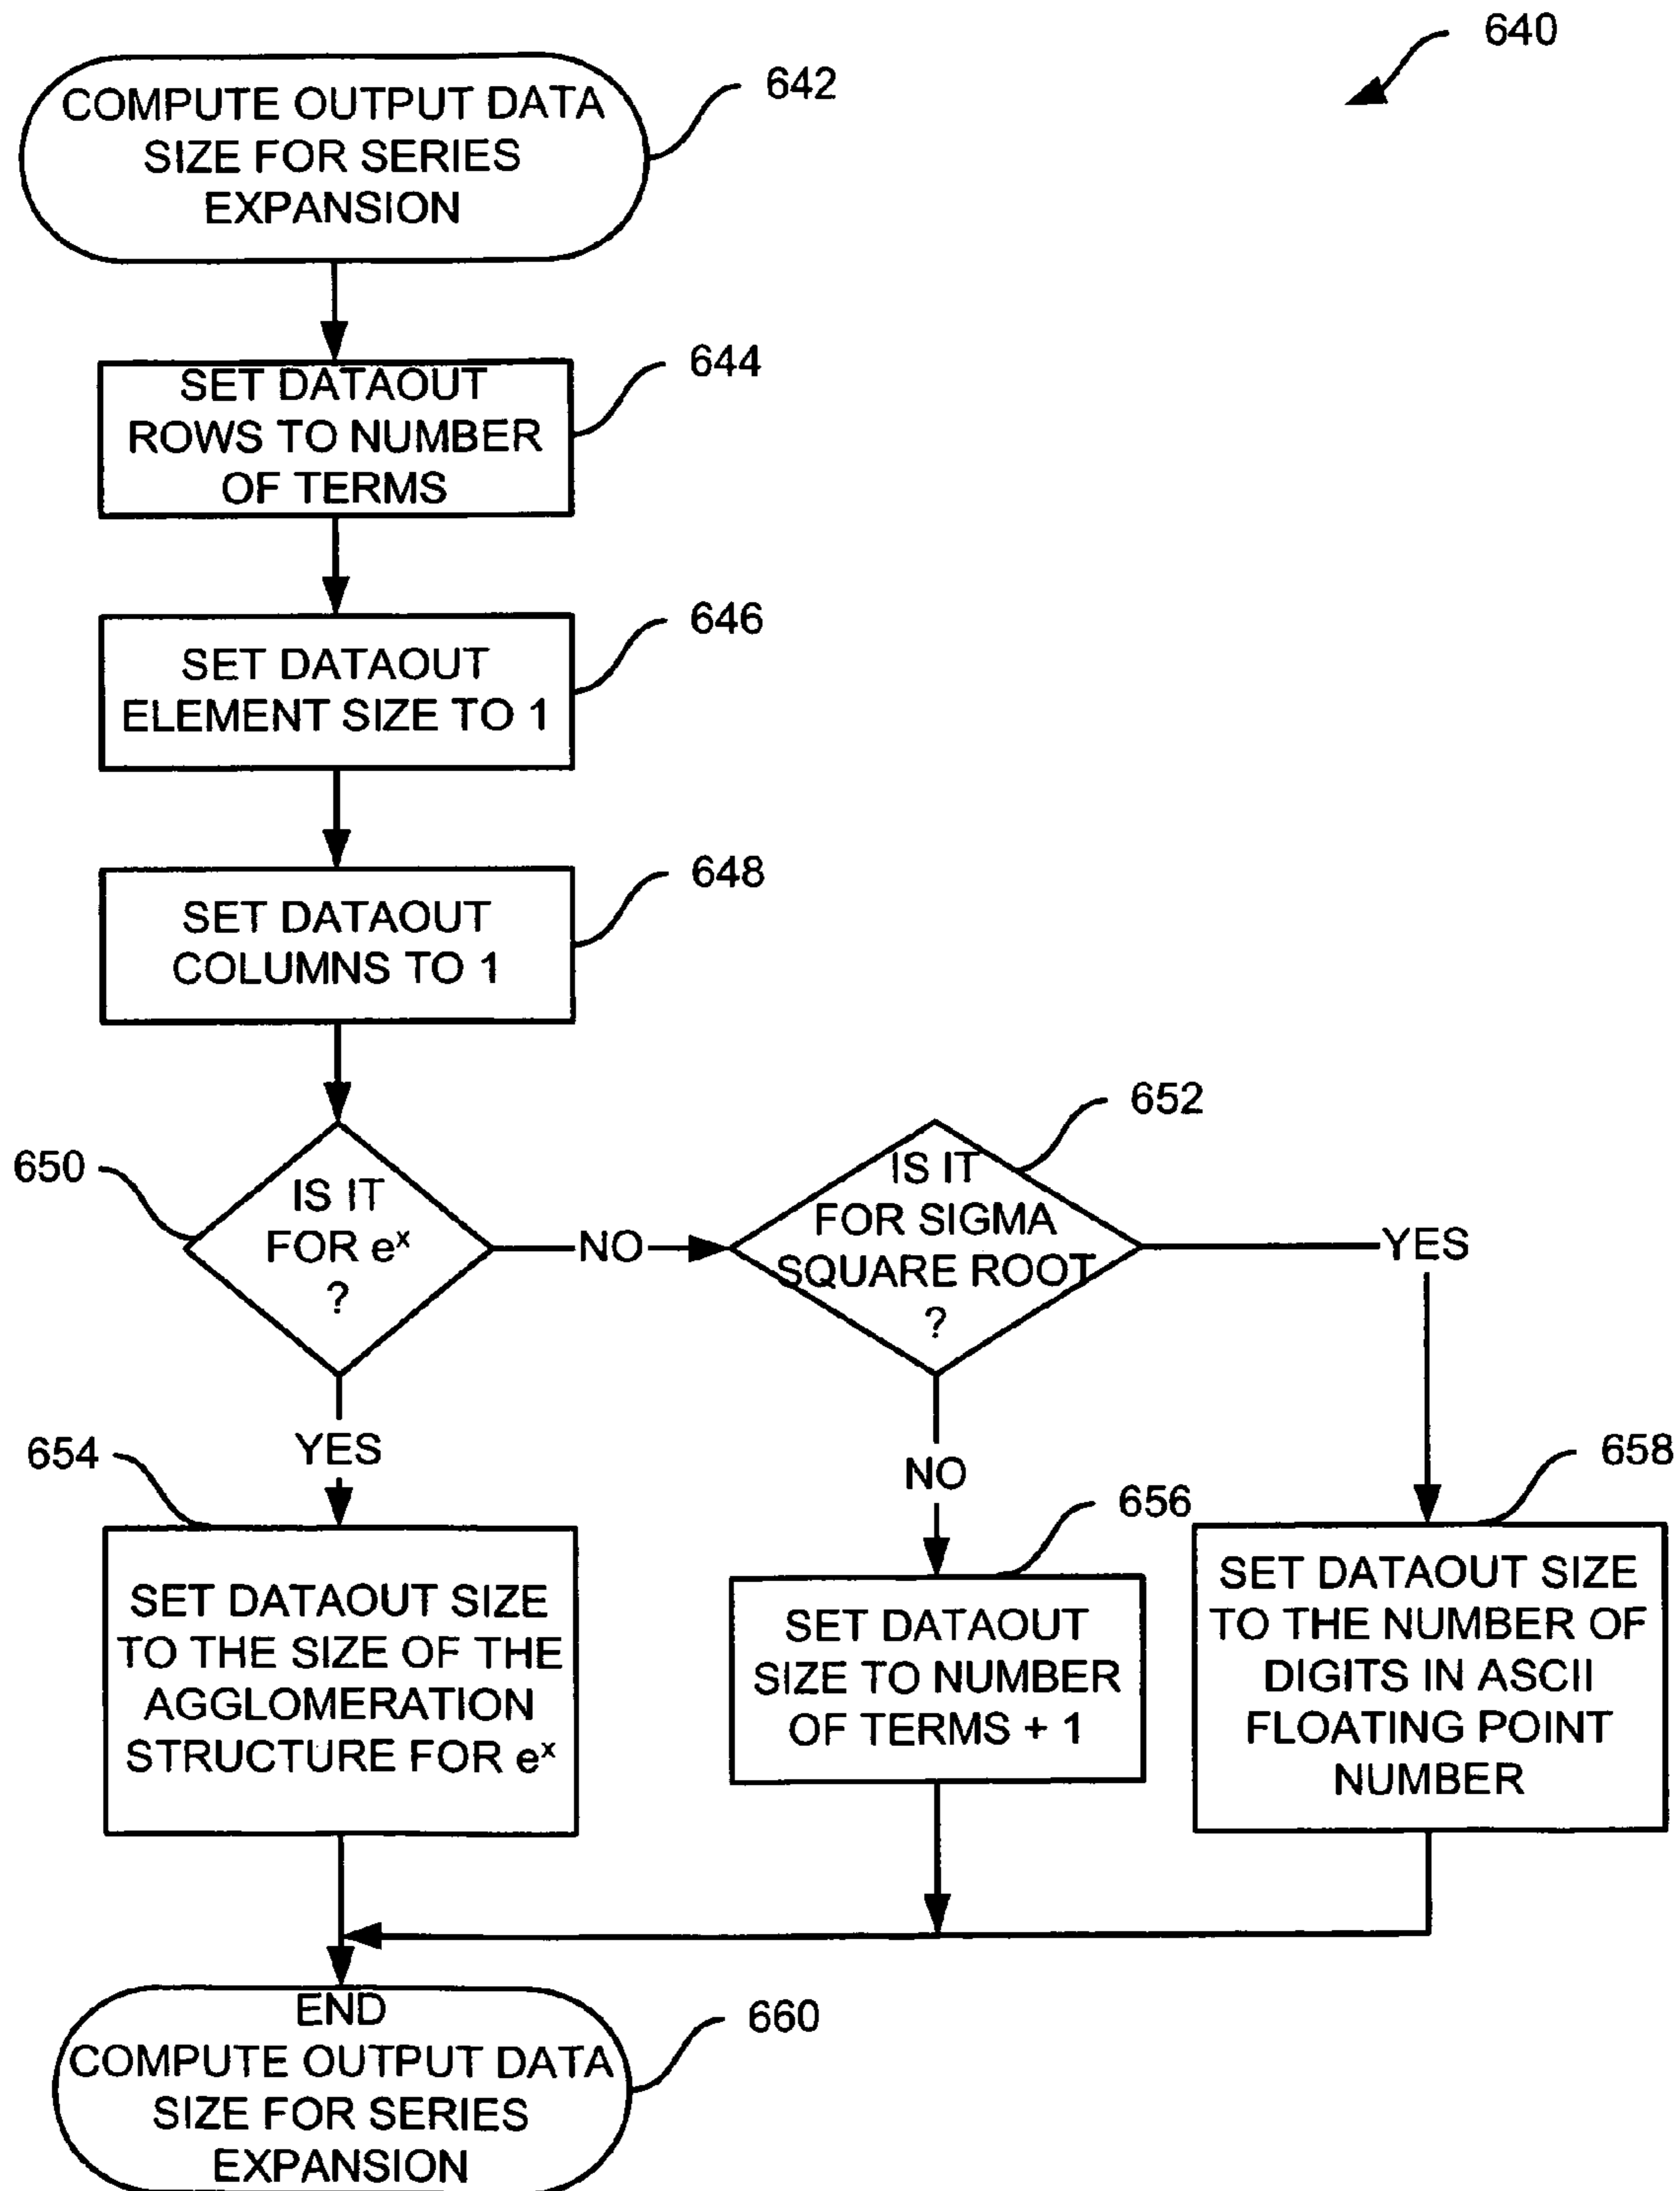 640
COMPUTE OUTPUT DATA
SIZE FOR SERIES
EXPANSION
642
SET DATAOUT
ROWS TO NUMBER
OF TERMS
644
SET DATAOUT
ELEMENT SIZE TO 1
646
SET DATAOUT
COLUMNS TO 1
648
650
IS IT
FOR eˣ
?
NO
652
IS IT
FOR SIGMA
SQUARE ROOT
?
YES
YES
NO
654
SET DATAOUT SIZE
TO THE SIZE OF THE
AGGLOMERATION
STRUCTURE FOR eˣ
656
SET DATAOUT
SIZE TO NUMBER
OF TERMS + 1
658
SET DATAOUT SIZE
TO THE NUMBER OF
DIGITS IN ASCII
FLOATING POINT
NUMBER
END
COMPUTE OUTPUT DATA
SIZE FOR SERIES
EXPANSION
660